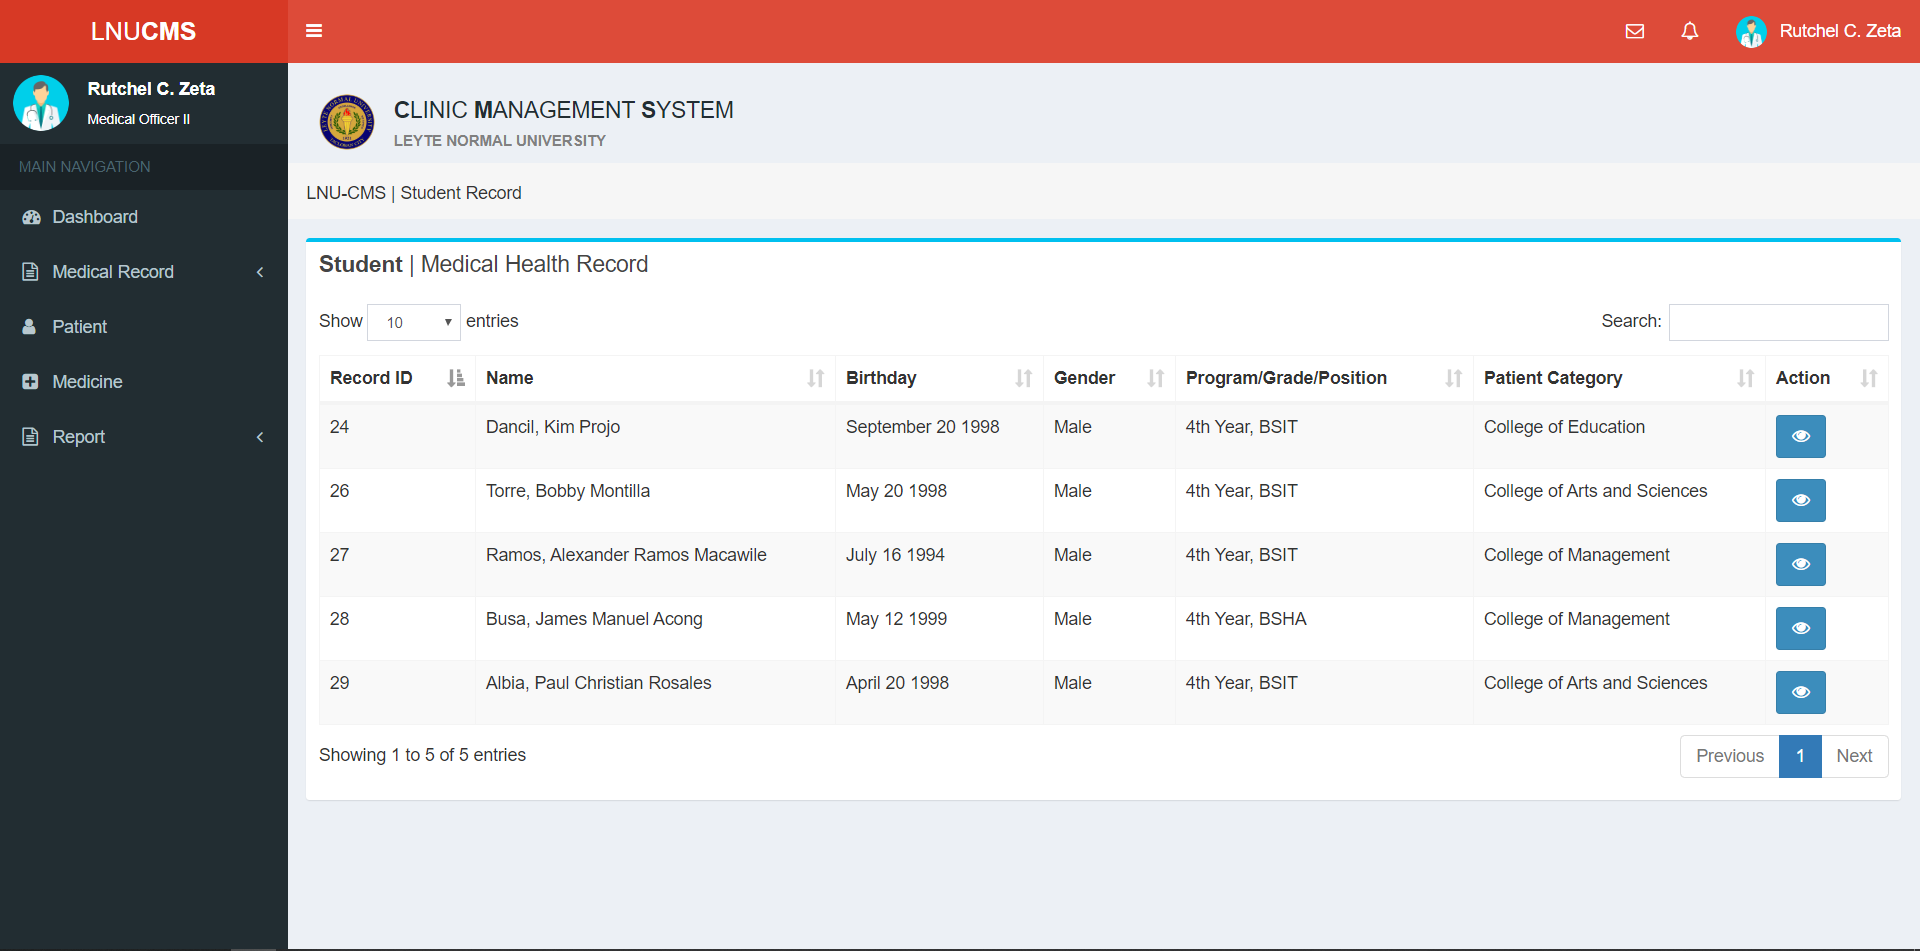 LNUCMS
Rutchel C. Zeta
Rutchel C. Zeta
Medical Officer II
MAIN NAVIGATION
Dashboard
Medical Record
Patient
Medicine
Report
CLINIC MANAGEMENT SYSTEM
LEYTE NORMAL UNIVERSITY
LNU-CMS | Student Record
Student | Medical Health Record
Show 10 entries
Search:
Record ID Name Birthday Gender Program/Grade/Position Patient Category Action
24 Dancil, Kim Projo September 20 1998 Male 4th Year, BSIT College of Education
26 Torre, Bobby Montilla May 20 1998 Male 4th Year, BSIT College of Arts and Sciences
27 Ramos, Alexander Ramos Macawile July 16 1994 Male 4th Year, BSIT College of Management
28 Busa, James Manuel Acong May 12 1999 Male 4th Year, BSHA College of Management
29 Albia, Paul Christian Rosales April 20 1998 Male 4th Year, BSIT College of Arts and Sciences
Showing 1 to 5 of 5 entries
Previous 1 Next